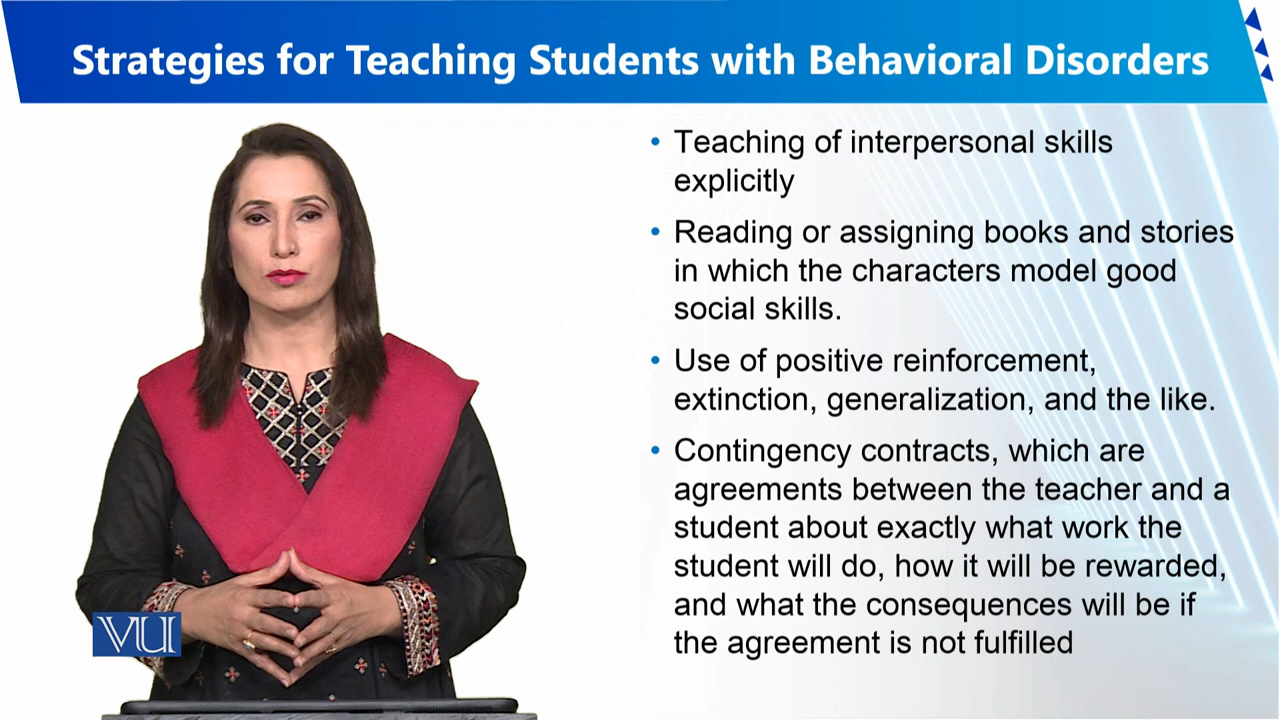 Strategies for Teaching Students with Behavioral Disorders
• Teaching of interpersonal skills
explicitly
• Reading or assigning books and stories
in which the characters model good
social skills.
• Use of positive reinforcement,
extinction, generalization, and the like.
• Contingency contracts, which are
agreements between the teacher and a
student about exactly what work the
student will do, how it will be rewarded,
and what the consequences will be if
the agreement is not fulfilled
VU